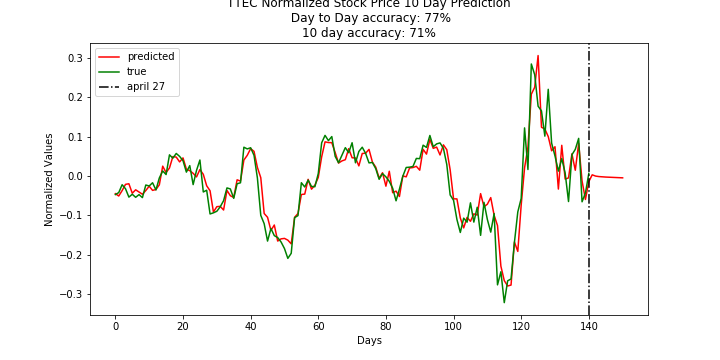 TTEC Normalized Stock Price 10 Day Prediction
Day to Day accuracy: 77%
10 day accuracy: 71%
predicted
true
april 27
Normalized Values
0.3
0.2
0.1
0.0
−0.1
−0.2
−0.3
0 20 40 60 80 100 120 140
Days